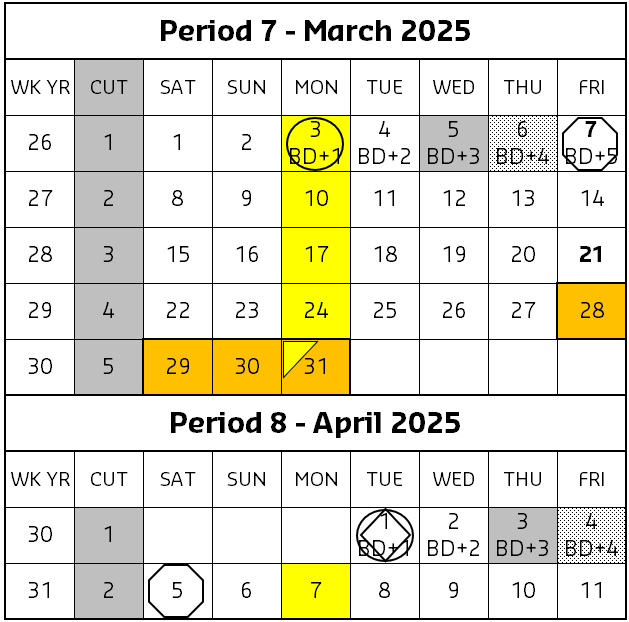 Period 7 - March 2025
WK YR CUT SAT SUN MON TUE WED THU FRI
26 1 1 2 3 4 5 6 7
BD+1 BD+2 BD+3 BD+4 BD+5
27 2 8 9 10 11 12 13 14
28 3 15 16 17 18 19 20 21
29 4 22 23 24 25 26 27 28
30 5 29 30 31
Period 8 - April 2025
WK YR CUT SAT SUN MON TUE WED THU FRI
30 1 1 2 3 4
BD+1 BD+2 BD+3 BD+4
31 2 5 6 7 8 9 10 11